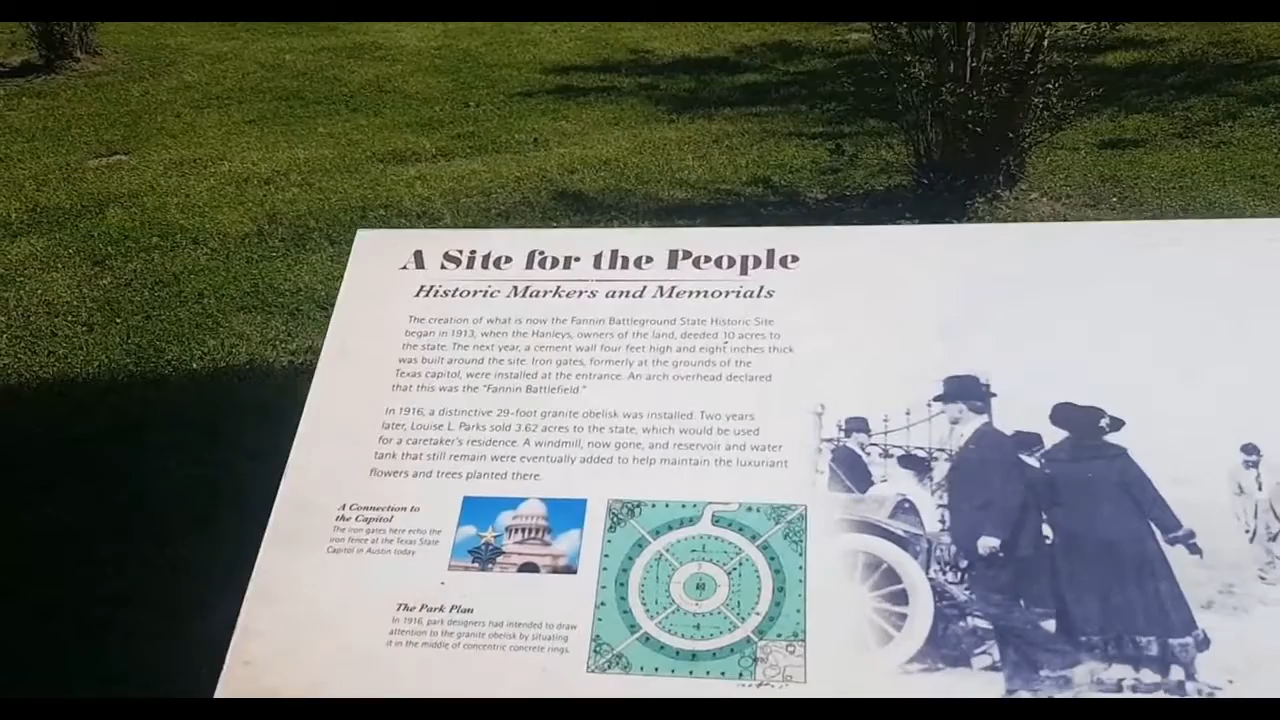 A Site for the People
Historic Markers and Memorials
The creation of what is now the Fannin Battleground State Historic Site
began in 1913, when the Hanleys, owners of the land, deeded 10 acres to
the state. The next year, a cement wall four feet high and eight inches thick
was built around the site. Iron gates, formerly at the grounds of the
Texas capitol, were installed at the entrance. An arch overhead declared
that this was the "Fannin Battlefield."
In 1916, a distinctive 29-foot granite obelisk was installed. Two years
later, Louise L. Parks sold 3.62 acres to the state, which would be used
for a caretaker's residence. A windmill, now gone, and reservoir and water
tank that still remain were eventually added to help maintain the luxuriant
flowers and trees planted there.
A Connection to
the Capitol
The iron gates here echo the
iron fence at the Texas State
Capitol in Austin today.
The Park Plan
In 1916, park designers had intended to draw
attention to the granite obelisk by situating
it in the middle of concentric concrete rings.